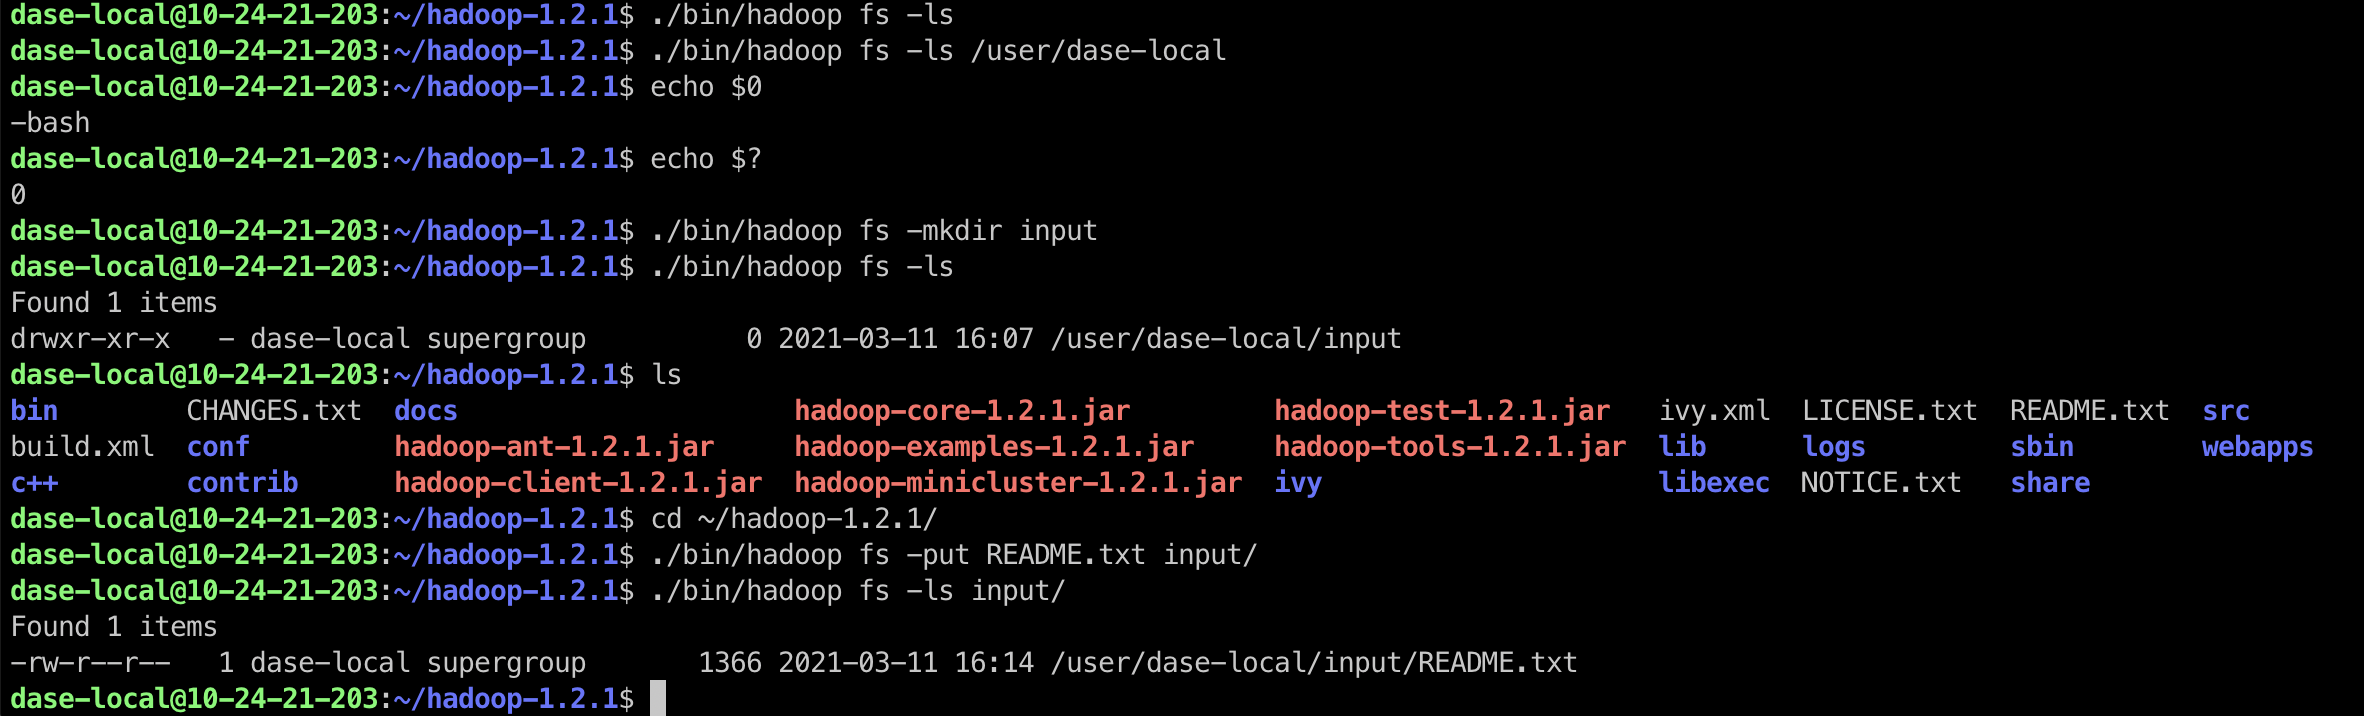 dase-local@10-24-21-203:~/hadoop-1.2.1$ ./bin/hadoop fs -ls
dase-local@10-24-21-203:~/hadoop-1.2.1$ ./bin/hadoop fs -ls /user/dase-local
dase-local@10-24-21-203:~/hadoop-1.2.1$ echo $0
-bash
dase-local@10-24-21-203:~/hadoop-1.2.1$ echo $?
0
dase-local@10-24-21-203:~/hadoop-1.2.1$ ./bin/hadoop fs -mkdir input
dase-local@10-24-21-203:~/hadoop-1.2.1$ ./bin/hadoop fs -ls
Found 1 items
drwxr-xr-x   - dase-local supergroup          0 2021-03-11 16:07 /user/dase-local/input
dase-local@10-24-21-203:~/hadoop-1.2.1$ ls
bin        CHANGES.txt  docs                     hadoop-core-1.2.1.jar         hadoop-test-1.2.1.jar   ivy.xml  LICENSE.txt  README.txt  src
build.xml  conf         hadoop-ant-1.2.1.jar     hadoop-examples-1.2.1.jar     hadoop-tools-1.2.1.jar  lib      logs         sbin        webapps
c++        contrib      hadoop-client-1.2.1.jar  hadoop-minicluster-1.2.1.jar  ivy                     libexec  NOTICE.txt   share
dase-local@10-24-21-203:~/hadoop-1.2.1$ cd ~/hadoop-1.2.1/
dase-local@10-24-21-203:~/hadoop-1.2.1$ ./bin/hadoop fs -put README.txt input/
dase-local@10-24-21-203:~/hadoop-1.2.1$ ./bin/hadoop fs -ls input/
Found 1 items
-rw-r--r--   1 dase-local supergroup       1366 2021-03-11 16:14 /user/dase-local/input/README.txt
dase-local@10-24-21-203:~/hadoop-1.2.1$